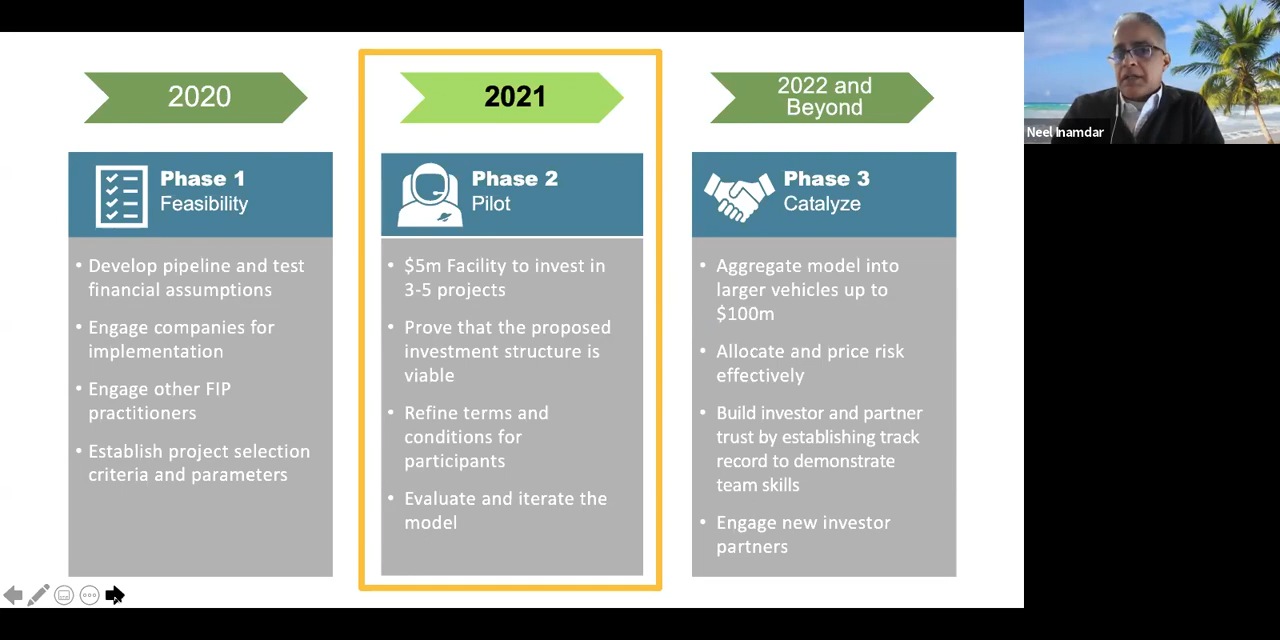 2020
2021
2022 and
Beyond
Phase 1
Feasibility
• Develop pipeline and test
financial assumptions
• Engage companies for
implementation
• Engage other FIP
practitioners
• Establish project selection
criteria and parameters
Phase 2
Pilot
• $5m Facility to invest in
3-5 projects
• Prove that the proposed
investment structure is
viable
• Refine terms and
conditions for
participants
• Evaluate and iterate the
model
Phase 3
Catalyze
• Aggregate model into
larger vehicles up to
$100m
• Allocate and price risk
effectively
• Build investor and partner
trust by establishing track
record to demonstrate
team skills
• Engage new investor
partners
Neel Inamdar